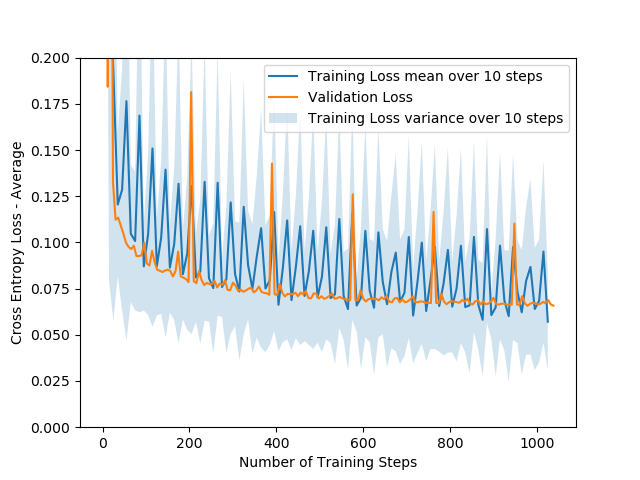 0.200
0.175
0.150
0.125
0.100
0.075
0.050
0.025
0.000
Cross Entropy Loss - Average
Training Loss mean over 10 steps
Validation Loss
Training Loss variance over 10 steps
0 200 400 600 800 1000
Number of Training Steps